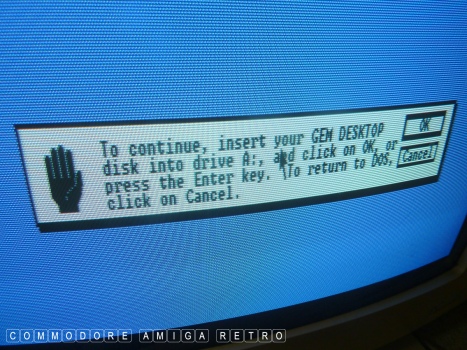 To continue, insert your GEM DESKTOP
disk into drive A:, and click on OK, or
press the Enter key.  To return to DOS,
click on Cancel.
OK
Cancel
COMMODORE AMIGA RETRO